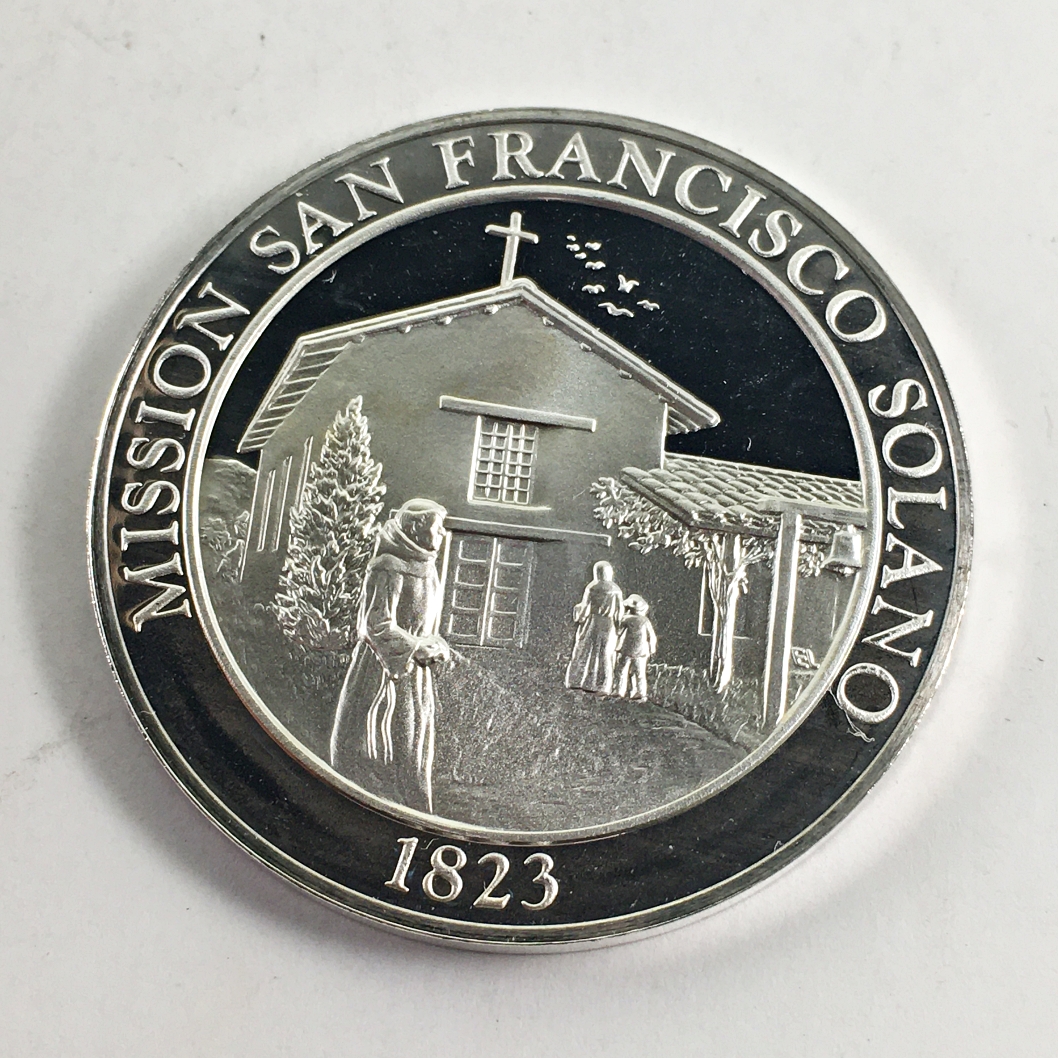 MISSION SAN FRANCISCO SOLANO
1823